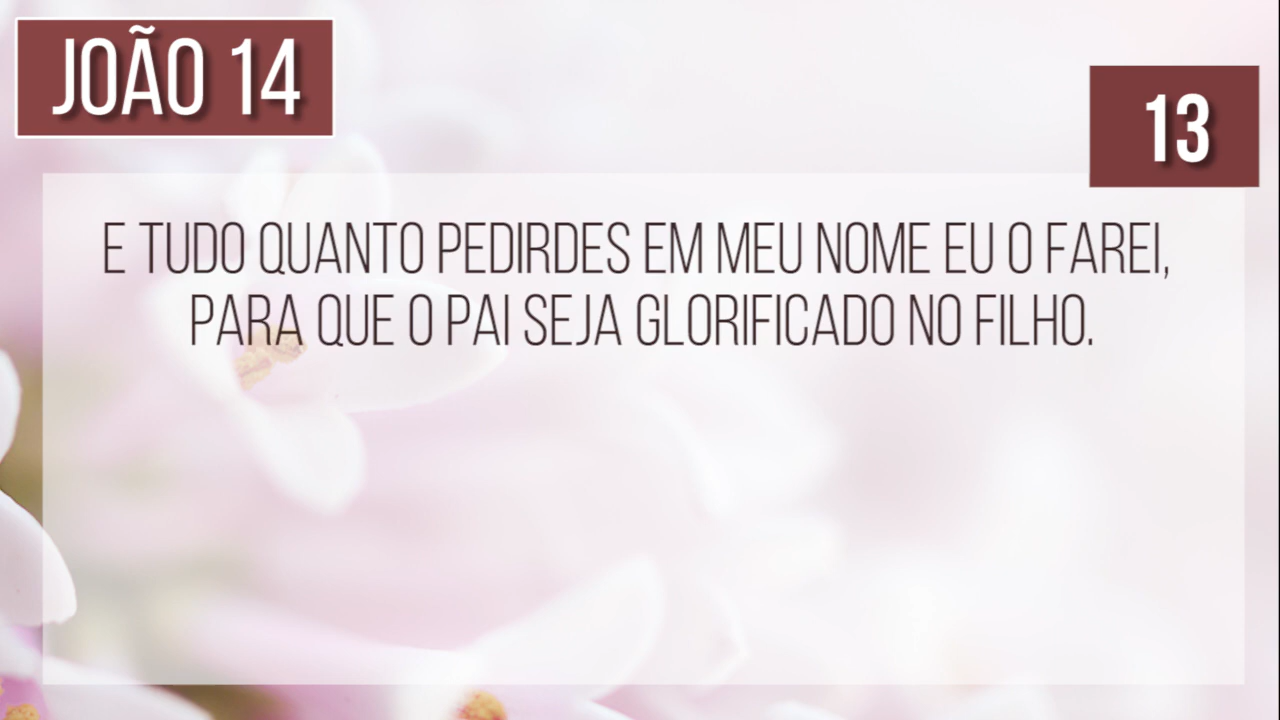 JOÃO 14
13
E TUDO QUANTO PEDIRDES EM MEU NOME EU O FAREI,
PARA QUE O PAI SEJA GLORIFICADO NO FILHO.